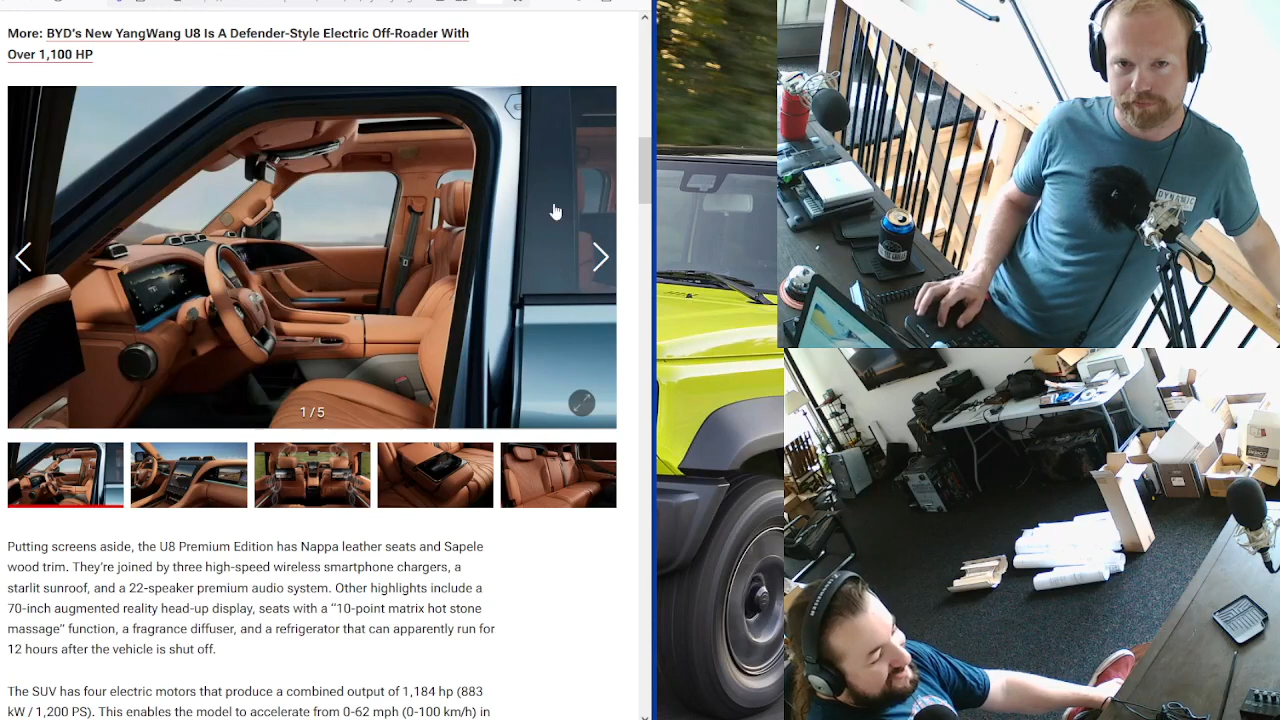 More: BYD's New YangWang U8 Is A Defender-Style Electric Off-Roader With
Over 1,100 HP
1 / 5
Putting screens aside, the U8 Premium Edition has Nappa leather seats and Sapele
wood trim. They're joined by three high-speed wireless smartphone chargers, a
starlit sunroof, and a 22-speaker premium audio system. Other highlights include a
70-inch augmented reality head-up display, seats with a “10-point matrix hot stone
massage” function, a fragrance diffuser, and a refrigerator that can apparently run for
12 hours after the vehicle is shut off.
The SUV has four electric motors that produce a combined output of 1,184 hp (883
kW / 1,200 PS). This enables the model to accelerate from 0-62 mph (0-100 km/h) in
DYNAMIC
SENNHEISER